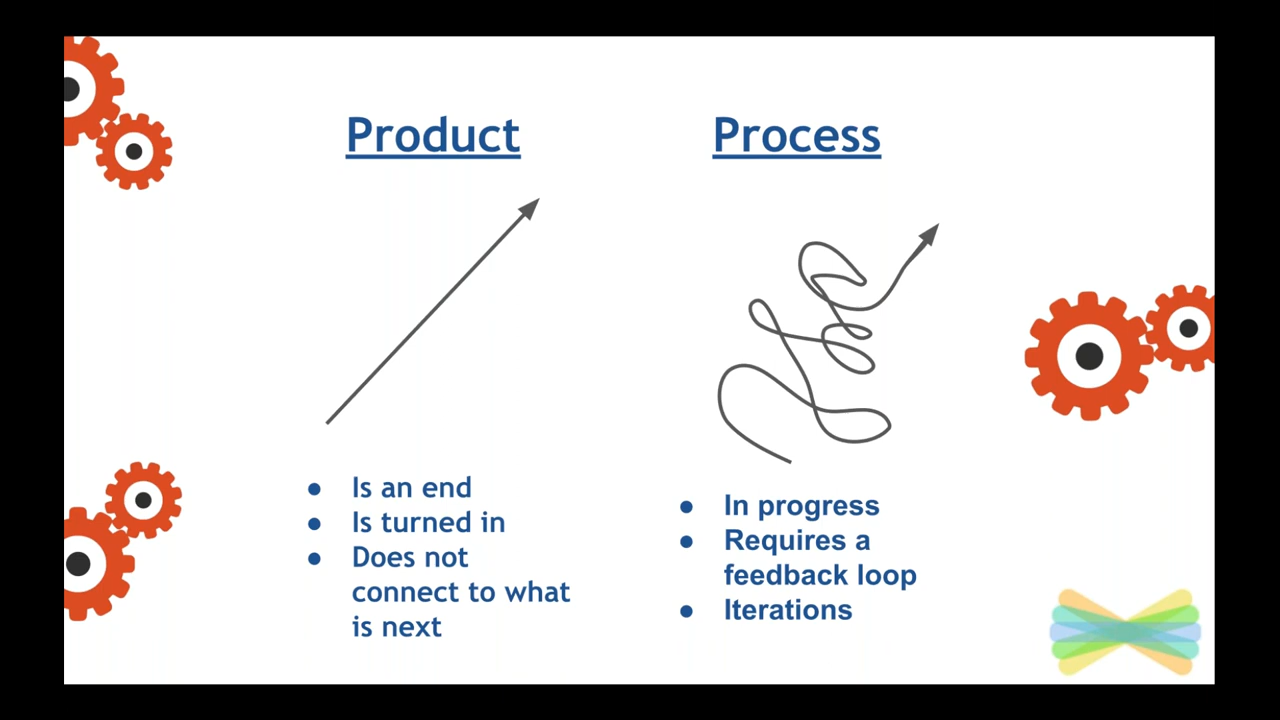 Product
Process
Is an end
Is turned in
Does not
connect to what
is next
In progress
Requires a
feedback loop
Iterations